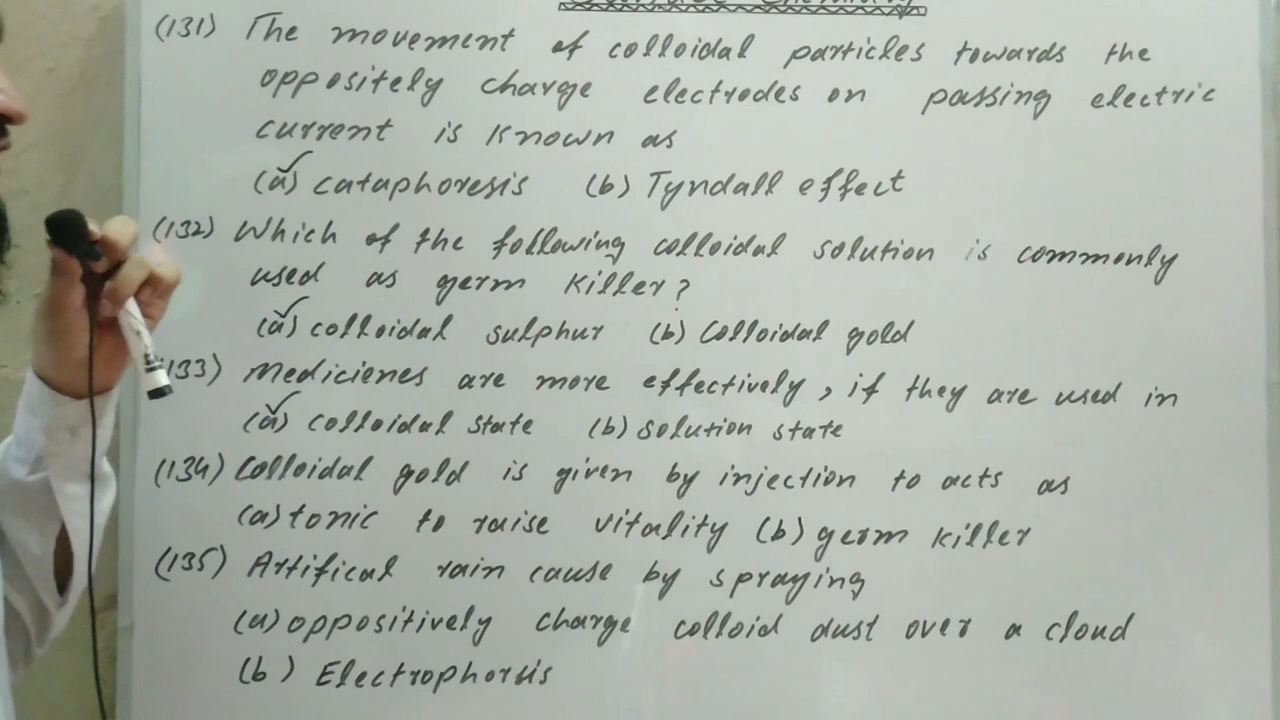 (131) The movement of colloidal particles towards the
oppositely charge electrodes on passing electric
current is known as
(a) cataphoresis (b) Tyndall effect
(132) Which of the following colloidal solution is commonly
used as germ killer?
(a) colloidal sulphur (b) Colloidal gold
(133) Medicienes are more effectively, if they are used in
(a) colloidal state (b) solution state
(134) Colloidal gold is given by injection to acts as
(a) tonic to raise vitality (b) germ killer
(135) Artifical rain cause by spraying
(a) oppositively charge colloid dust over a cloud
(b) Electrophorsis